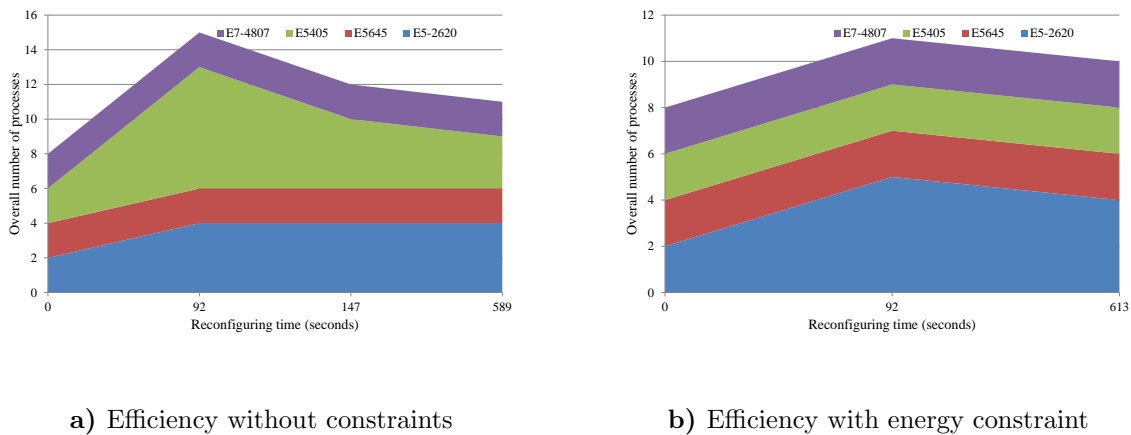 16
14
12
10
8
6
4
2
0
Overall number of processes
E7-4807 E5405 E5645 E5-2620
0 92 147 589
Reconfiguring time (seconds)
a) Efficiency without constraints
12
10
8
6
4
2
0
Overall number of processes
E7-4807 E5405 E5645 E5-2620
0 92 613
Reconfiguring time (seconds)
b) Efficiency with energy constraint